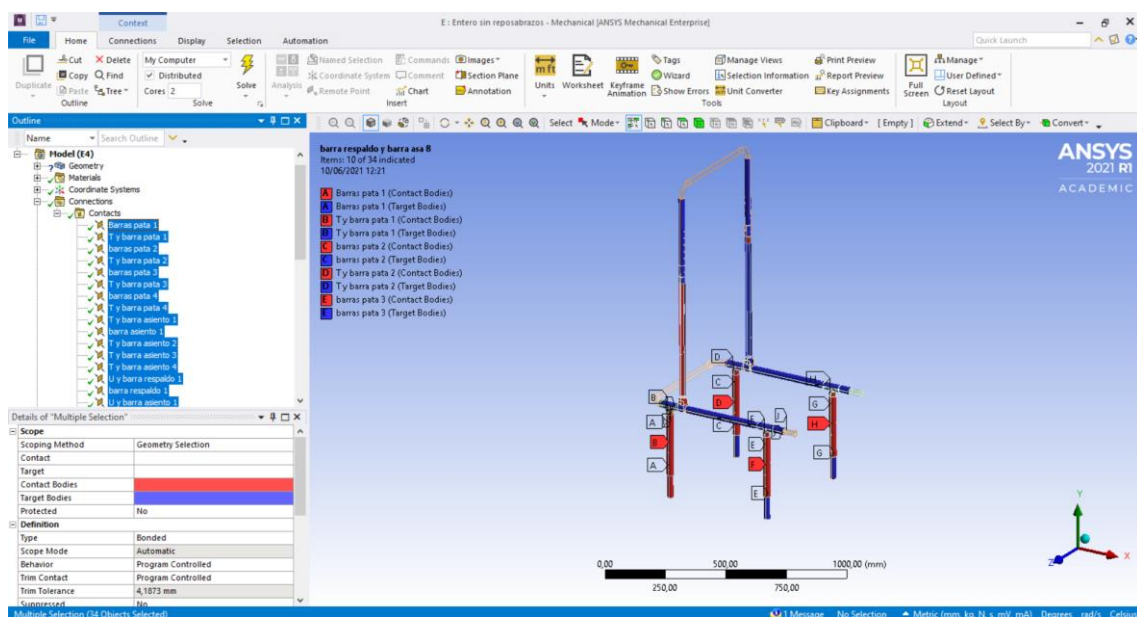 Context
E : Entero sin reposabrazos - Mechanical [ANSYS Mechanical Enterprise]
File Home Connections Display Selection Automation Quick Launch
Duplicate
Cut Delete
Copy Find
Paste Tree
Outline
My Computer
Distributed
Cores 2
Solve
Solve
Analysis
Named Selection Commands Images
Coordinate System Comment Section Plane
Remote Point Chart Annotation
Insert
Units Worksheet Keyframe Animation
Tags Manage Views Print Preview
Wizard Selection Information Report Preview
Show Errors Unit Converter Key Assignments
Tools
Full Screen
Manage
User Defined
Reset Layout
Layout
Outline
Name Search Outline
Select Mode Clipboard [ Empty ] Extend Select By Convert
Model (E4)
Geometry
Materials
Coordinate Systems
Connections
Contacts
Barras pata 1
T y barra pata 1
barras pata 2
T y barra pata 2
barras pata 3
T y barra pata 3
barras pata 4
T y barra pata 4
T y barra asiento 1
barra asiento 1
T y barra asiento 2
T y barra asiento 3
T y barra asiento 4
U y barra respaldo 1
barra respaldo 1
U y barra asiento 1
Details of "Multiple Selection"
Scope
Scoping Method Geometry Selection
Contact
Target
Contact Bodies
Target Bodies
Protected No
Definition
Type Bonded
Scope Mode Automatic
Behavior Program Controlled
Trim Contact Program Controlled
Trim Tolerance 4,1873 mm
Suppressed No
barra respaldo y barra asa 8
Items: 10 of 34 indicated
10/06/2021 12:21
A Barras pata 1 (Contact Bodies)
A Barras pata 1 (Target Bodies)
B T y barra pata 1 (Contact Bodies)
B T y barra pata 1 (Target Bodies)
C barras pata 2 (Contact Bodies)
C barras pata 2 (Target Bodies)
D T y barra pata 2 (Contact Bodies)
D T y barra pata 2 (Target Bodies)
E barras pata 3 (Contact Bodies)
E barras pata 3 (Target Bodies)
ANSYS
2021 R1
ACADEMIC
D
C
B
D
G
A
C
J
H
B
E
G
A
F
E
0,00 500,00 1000,00 (mm)
250,00 750,00
Y
X
Z
Multiple Selection (34 Objects Selected) 1 Message No Selection Metric (mm, kg, N, s, mV, mA) Degrees rad/s Celsius